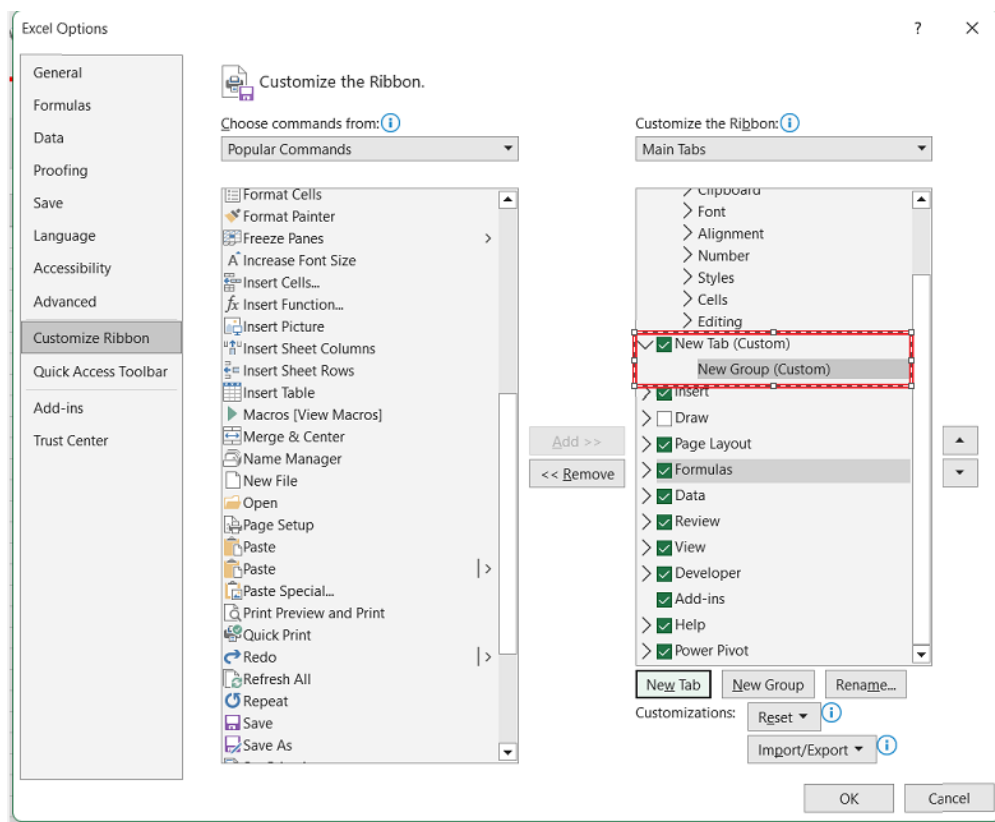 Excel Options
?
General
Formulas
Data
Proofing
Save
Language
Accessibility
Advanced
Customize Ribbon
Quick Access Toolbar
Add-ins
Trust Center
Customize the Ribbon.
Choose commands from:
Popular Commands
Format Cells
Format Painter
Freeze Panes
Increase Font Size
Insert Cells...
Insert Function...
Insert Picture
Insert Sheet Columns
Insert Sheet Rows
Insert Table
Macros [View Macros]
Merge & Center
Name Manager
New File
Open
Page Setup
Paste
Paste
Paste Special...
Print Preview and Print
Quick Print
Redo
Refresh All
Repeat
Save
Save As
Add >>
<< Remove
Customize the Ribbon:
Main Tabs
Clipboard
Font
Alignment
Number
Styles
Cells
Editing
New Tab (Custom)
New Group (Custom)
Insert
Draw
Page Layout
Formulas
Data
Review
View
Developer
Add-ins
Help
Power Pivot
New Tab New Group Rename...
Customizations: Reset
Import/Export
OK Cancel